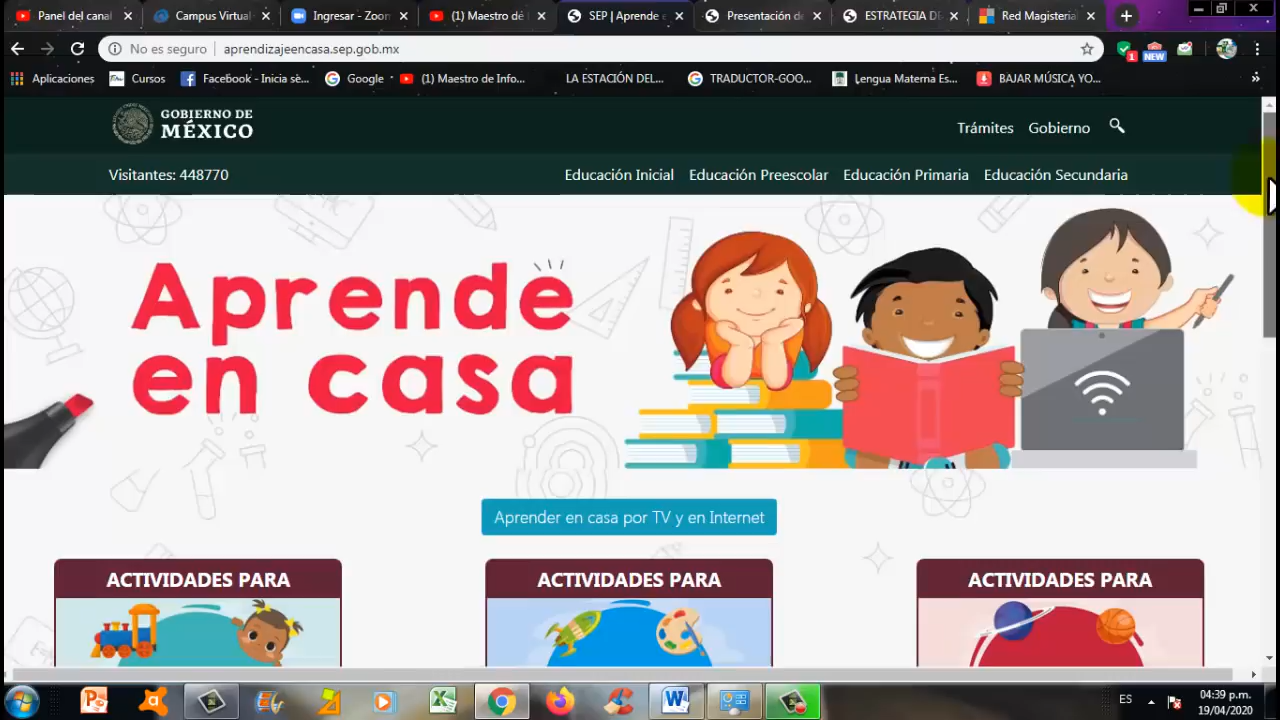 Panel del canal
Campus Virtual
Ingresar - Zoom
(1) Maestro de
SEP | Aprende e
Presentación de
ESTRATEGIA DE
Red Magisterial
No es seguro
aprendizajeencasa.sep.gob.mx
1
NEW
Aplicaciones
Cursos
Facebook - Inicia sè...
Google
(1) Maestro de Info...
LA ESTACIÓN DEL...
TRADUCTOR-GOO...
Lengua Materna Es...
BAJAR MÚSICA YO...
GOBIERNO DE
MÉXICO
Trámites
Gobierno
Visitantes: 448770
Educación Inicial
Educación Preescolar
Educación Primaria
Educación Secundaria
Aprende
en casa
Aprender en casa por TV y en Internet
ACTIVIDADES PARA
ACTIVIDADES PARA
ACTIVIDADES PARA
ES
04:39 p.m.
19/04/2020